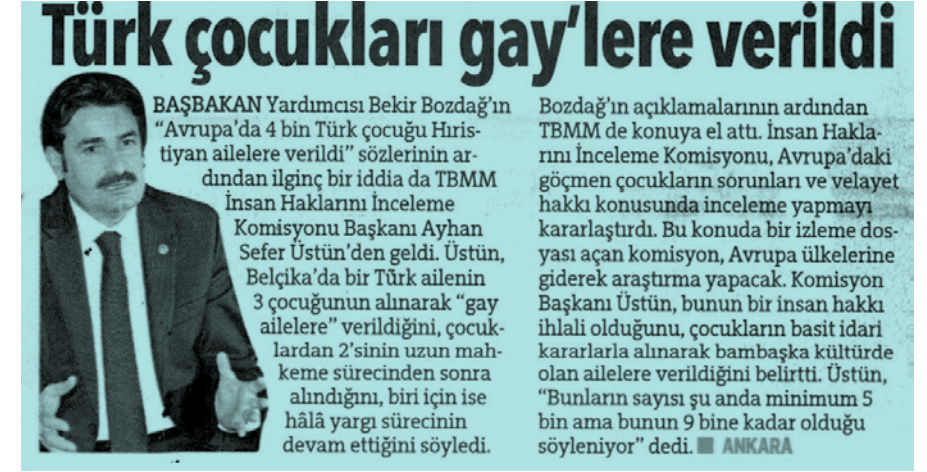 Türk çocukları gay'lere verildi
BAŞBAKAN Yardımcısı Bekir Bozdağ'ın
"Avrupa'da 4 bin Türk çocuğu Hıris-
tiyan ailelere verildi" sözlerinin ar-
dından ilginç bir iddia da TBMM
İnsan Haklarını İnceleme
Komisyonu Başkanı Ayhan
Sefer Üstün'den geldi. Üstün,
Belçika'da bir Türk ailenin
3 çocuğunun alınarak "gay
ailelere" verildiğini, çocuk-
lardan 2'sinin uzun mah-
keme sürecinden sonra
alındığını, biri için ise
hâlâ yargı sürecinin
devam ettiğini söyledi.
Bozdağ'ın açıklamalarının ardından
TBMM de konuya el attı. İnsan Hakla-
rını İnceleme Komisyonu, Avrupa'daki
göçmen çocukların sorunları ve velayet
hakkı konusunda inceleme yapmayı
kararlaştırdı. Bu konuda bir izleme dos-
yası açan komisyon, Avrupa ülkelerine
giderek araştırma yapacak. Komisyon
Başkanı Üstün, bunun bir insan hakkı
ihlali olduğunu, çocukların basit idari
kararlarla alınarak bambaşka kültürde
olan ailelere verildiğini belirtti. Üstün,
"Bunların sayısı şu anda minimum 5
bin ama bunun 9 bine kadar olduğu
söyleniyor" dedi. ■ ANKARA